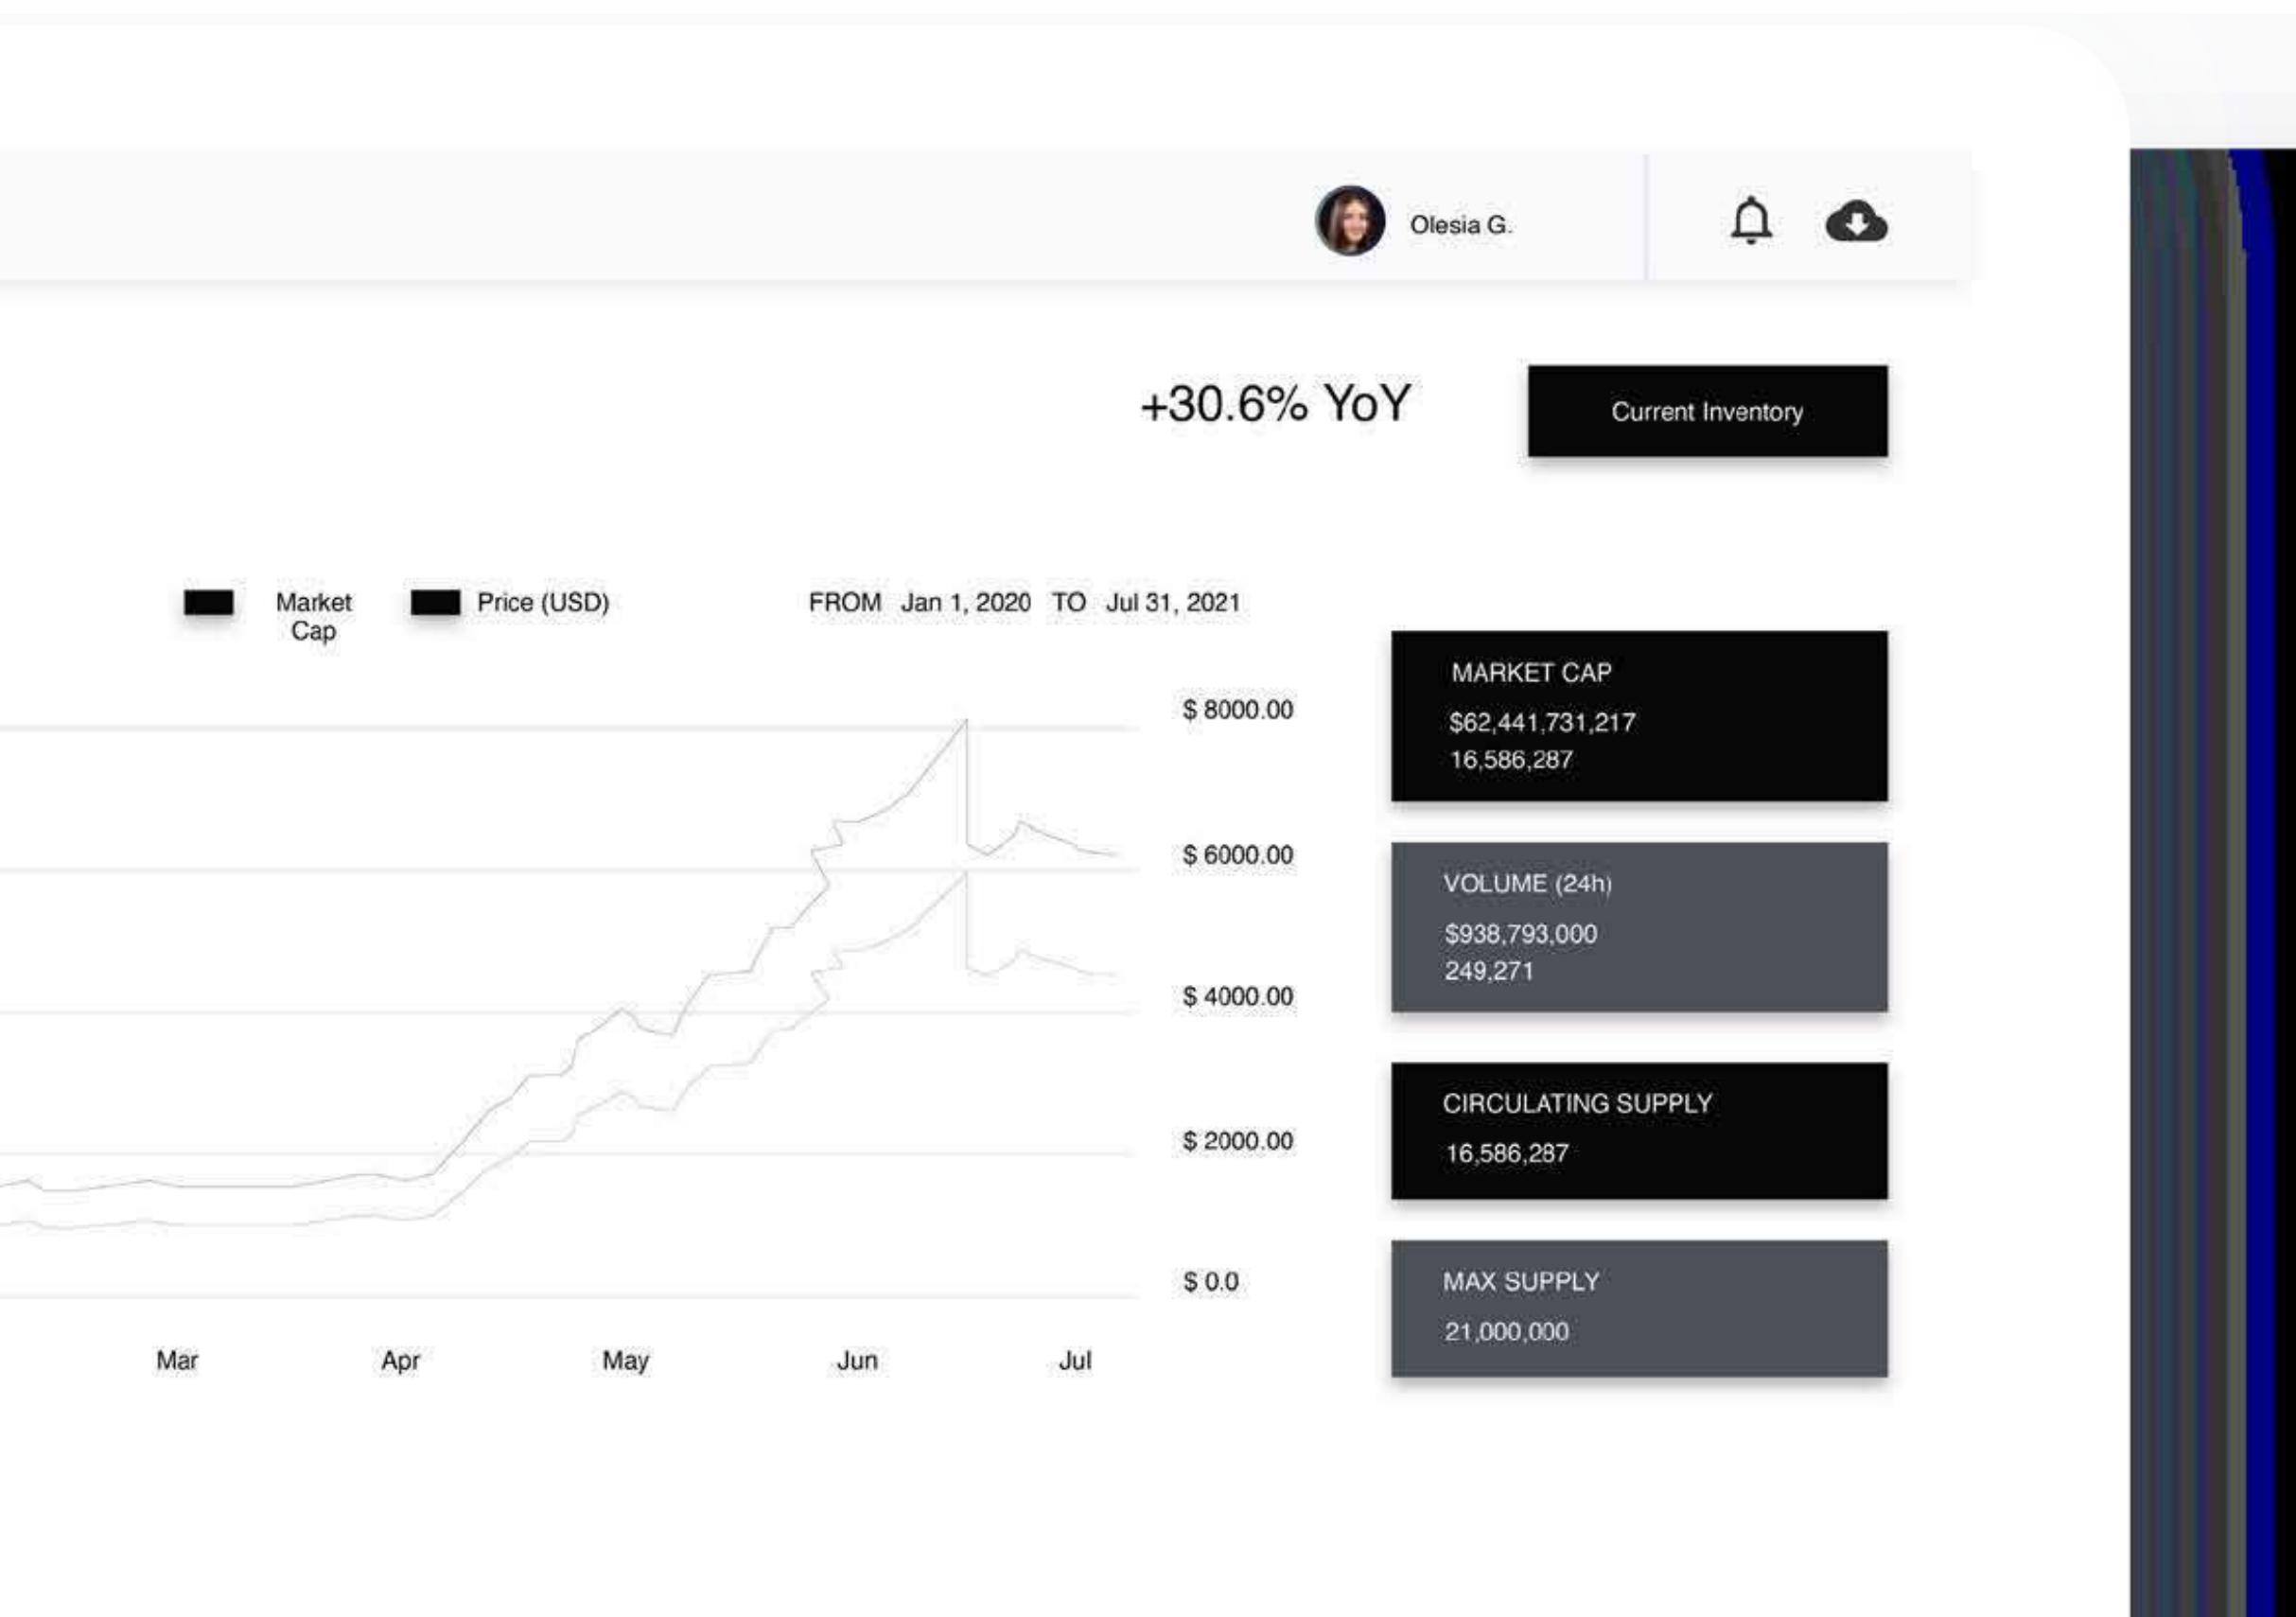 Olesia G.
+30.6% YoY
Current Inventory
Market
Cap
Price (USD)
FROM Jan 1, 2020 TO Jul 31, 2021
$ 8000.00
$ 6000.00
$ 4000.00
$ 2000.00
$ 0.0
Mar Apr May Jun Jul
MARKET CAP
$62,441,731,217
16,586,287
VOLUME (24h)
$938,793,000
249,271
CIRCULATING SUPPLY
16,586,287
MAX SUPPLY
21,000,000